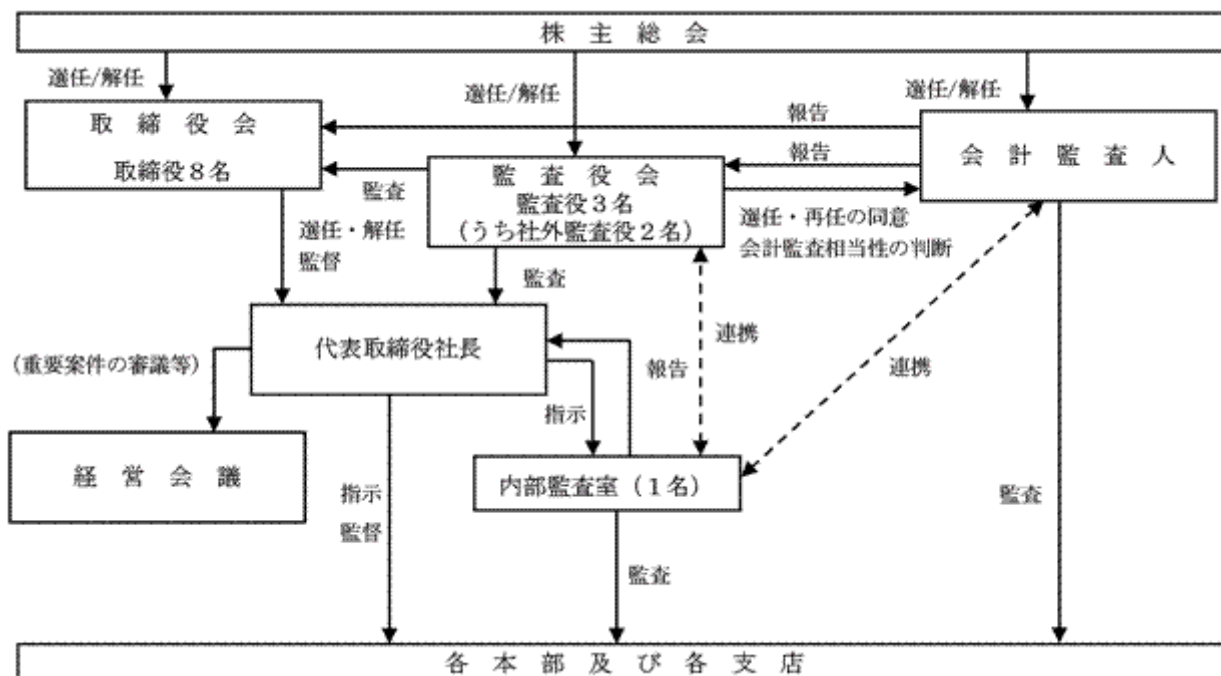 株主総会
選任/解任
選任/解任
選任/解任
取締役会
取締役8名
報告
会計監査人
報告
監査
監査役会
監査役3名
(うち社外監査役2名)
選任・再任の同意
会計監査相当性の判断
選任・解任
監督
監査
代表取締役社長
(重要案件の審議等)
連携
連携
報告
指示
経営会議
内部監査室(1名)
指示
監督
監査
監査
各本部及び各支店